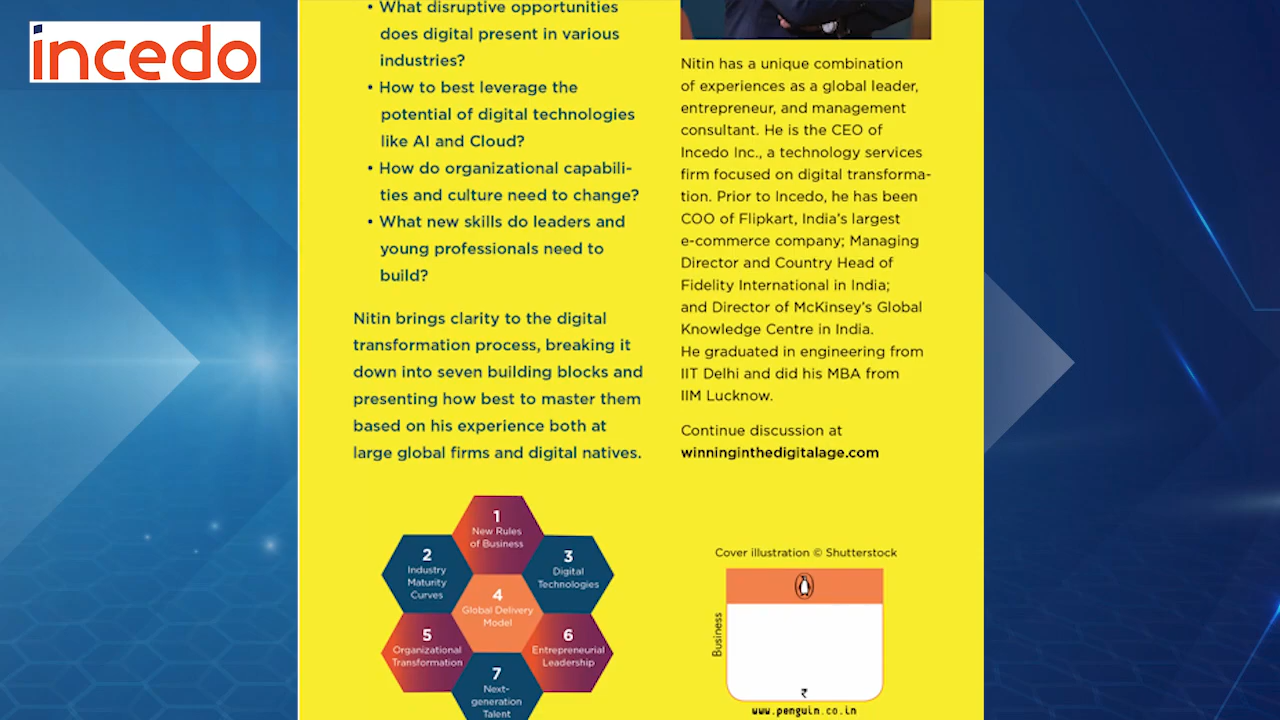 incedo
• What disruptive opportunities
does digital present in various
industries?
• How to best leverage the
potential of digital technologies
like AI and Cloud?
• How do organizational capabili-
ties and culture need to change?
• What new skills do leaders and
young professionals need to
build?
Nitin brings clarity to the digital
transformation process, breaking it
down into seven building blocks and
presenting how best to master them
based on his experience both at
large global firms and digital natives.
1
New Rules
of Business
2
Industry
Maturity
Curves
3
Digital
Technologies
4
Global Delivery
Model
5
Organizational
Transformation
6
Entrepreneurial
Leadership
7
Next-
generation
Talent
Nitin has a unique combination
of experiences as a global leader,
entrepreneur, and management
consultant. He is the CEO of
Incedo Inc., a technology services
firm focused on digital transforma-
tion. Prior to Incedo, he has been
COO of Flipkart, India's largest
e-commerce company; Managing
Director and Country Head of
Fidelity International in India;
and Director of McKinsey's Global
Knowledge Centre in India.
He graduated in engineering from
IIT Delhi and did his MBA from
IIM Lucknow.
Continue discussion at
winninginthedigitalage.com
Cover illustration © Shutterstock
Business
₹
www.penguin.co.in